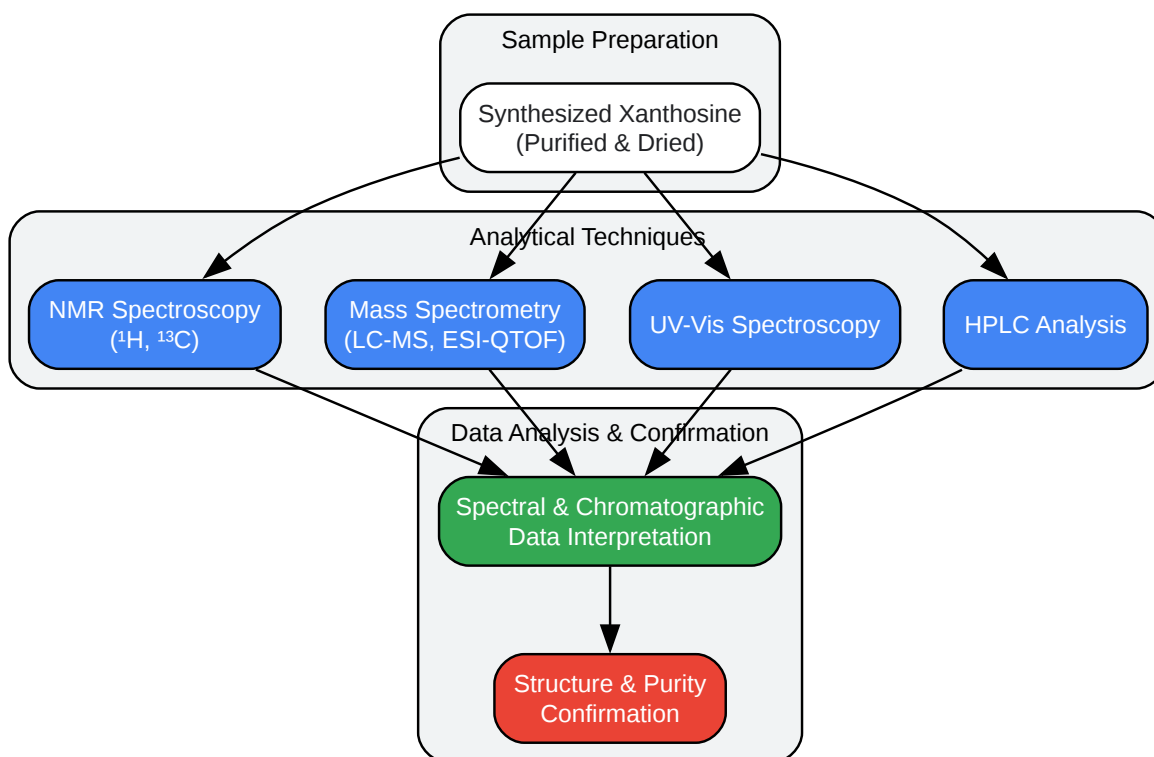 Sample Preparation
Synthesized Xanthosine
(Purified & Dried)
Analytical Techniques
NMR Spectroscopy
(¹H, ¹³C)
Mass Spectrometry
(LC-MS, ESI-QTOF)
UV-Vis Spectroscopy
HPLC Analysis
Data Analysis & Confirmation
Spectral & Chromatographic
Data Interpretation
Structure & Purity
Confirmation